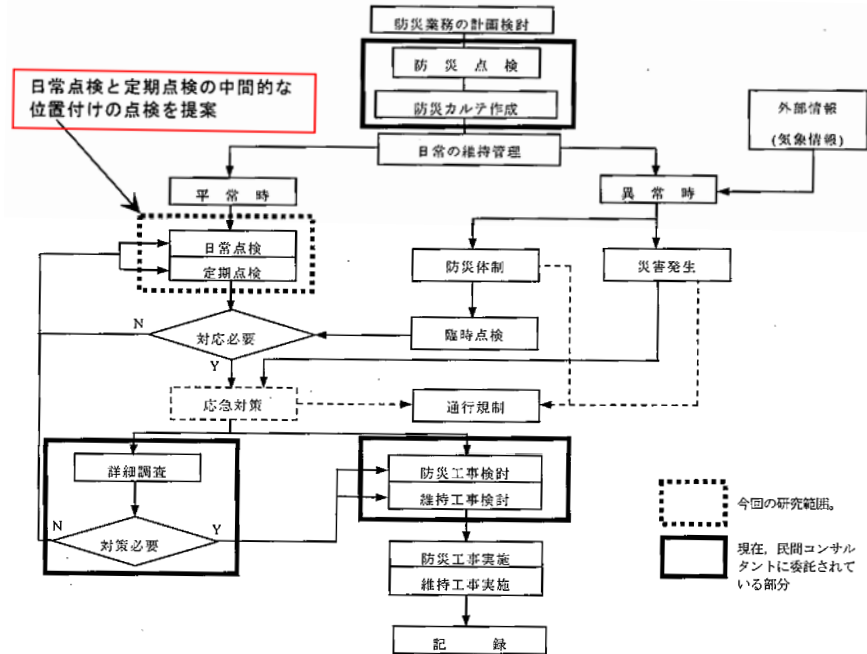 防災業務の計画検討
防災点検
防災カルテ作成
日常点検と定期点検の中間的な
位置付けの点検を提案
外部情報
(気象情報)
日常の維持管理
平常時
異常時
日常点検
定期点検
防災体制
災害発生
N
対応必要
Y
臨時点検
応急対策
通行規制
詳細調査
防災工事検討
維持工事検討
N
対策必要
Y
防災工事実施
維持工事実施
記録
今回の研究範囲。
現在，民間コンサル
タントに委託されて
いる部分